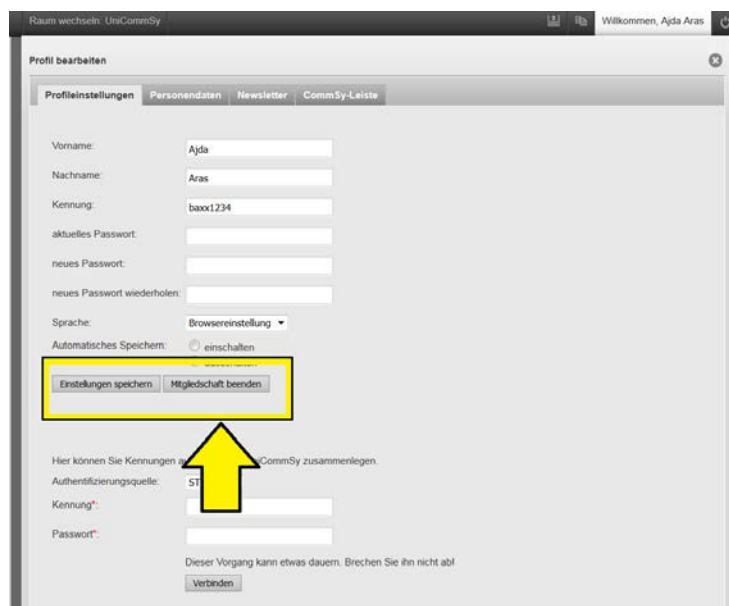 Raum wechseln: UniCommSy
Willkommen, Ajda Aras
Profil bearbeiten
Profileinstellungen Personendaten Newsletter CommSy-Leiste
Vorname: Ajda
Nachname: Aras
Kennung: baxx1234
aktuelles Passwort:
neues Passwort:
neues Passwort wiederholen:
Sprache: Browsereinstellung
Automatisches Speichern: einschalten
Einstellungen speichern Mitgliedschaft beenden
Hier können Sie Kennungen UniCommSy zusammenlegen.
Authentifizierungsquelle: ST
Kennung*:
Passwort*:
Dieser Vorgang kann etwas dauern. Brechen Sie ihn nicht ab!
Verbinden